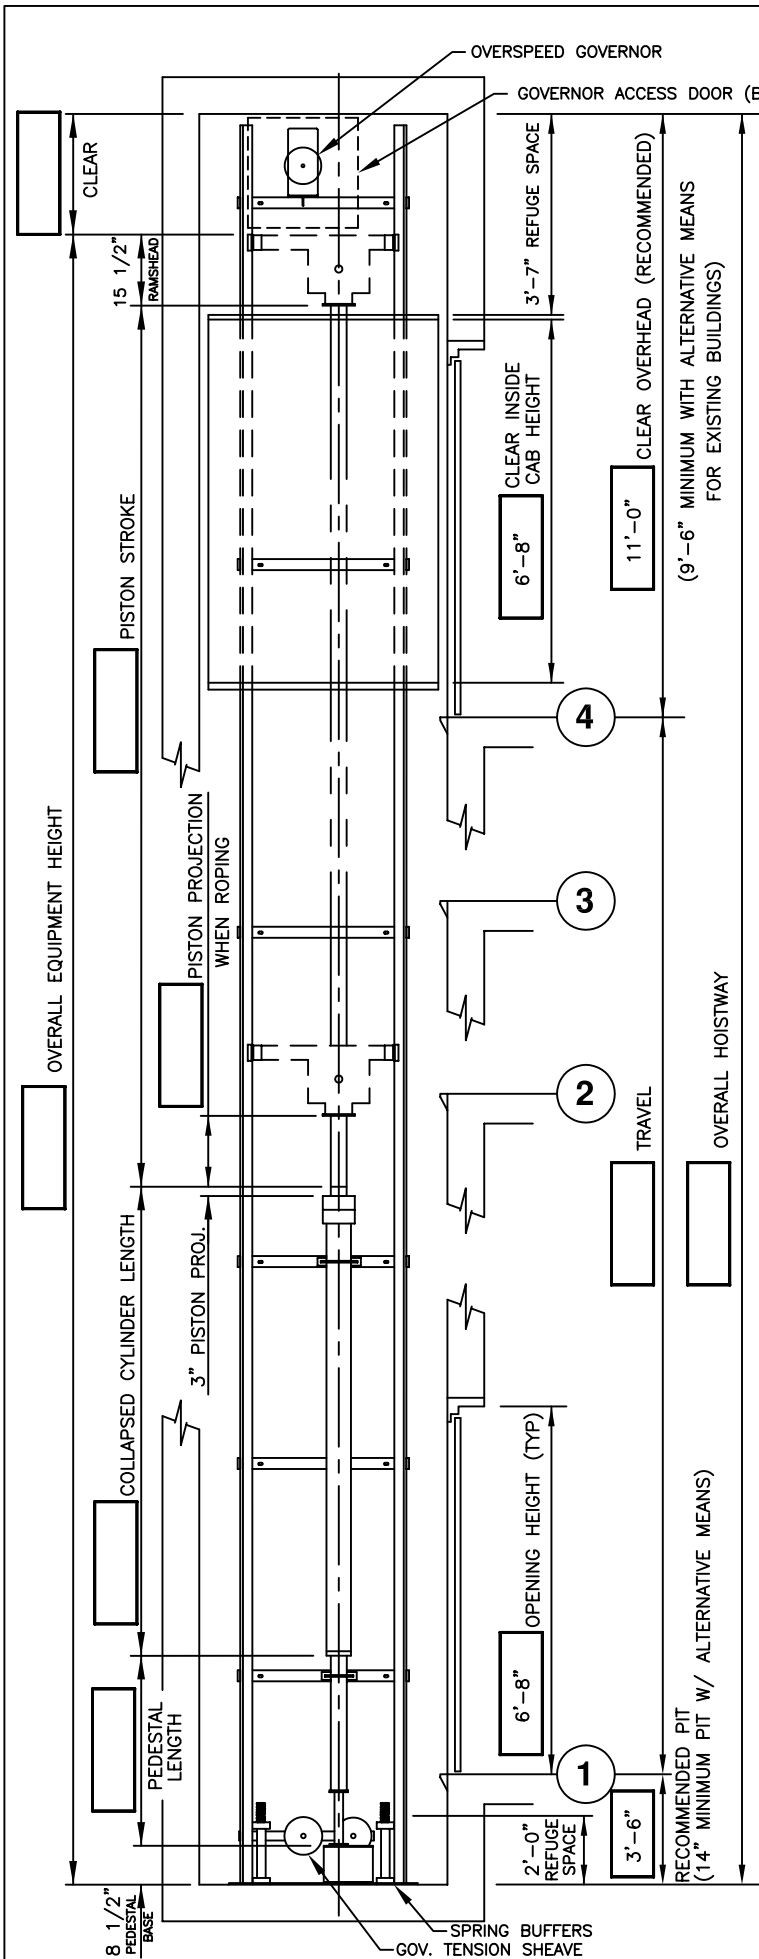 OVERSPEED GOVERNOR
GOVERNOR ACCESS DOOR (B
CLEAR
15 1/2"
RAMSHEAD
3'-7" REFUGE SPACE
CLEAR OVERHEAD (RECOMMENDED)
11'-0"
(9'-6" MINIMUM WITH ALTERNATIVE MEANS
FOR EXISTING BUILDINGS)
CLEAR INSIDE
CAB HEIGHT
6'-8"
PISTON STROKE
4
PISTON PROJECTION
WHEN ROPING
OVERALL EQUIPMENT HEIGHT
3
2
TRAVEL
OVERALL HOISTWAY
COLLAPSED CYLINDER LENGTH
3" PISTON PROJ.
OPENING HEIGHT (TYP)
6'-8"
PEDESTAL
LENGTH
1
2'-0"
REFUGE
SPACE
3'-6"
RECOMMENDED PIT
(14" MINIMUM PIT W/ ALTERNATIVE MEANS)
8 1/2"
PEDESTAL
BASE
SPRING BUFFERS
GOV. TENSION SHEAVE